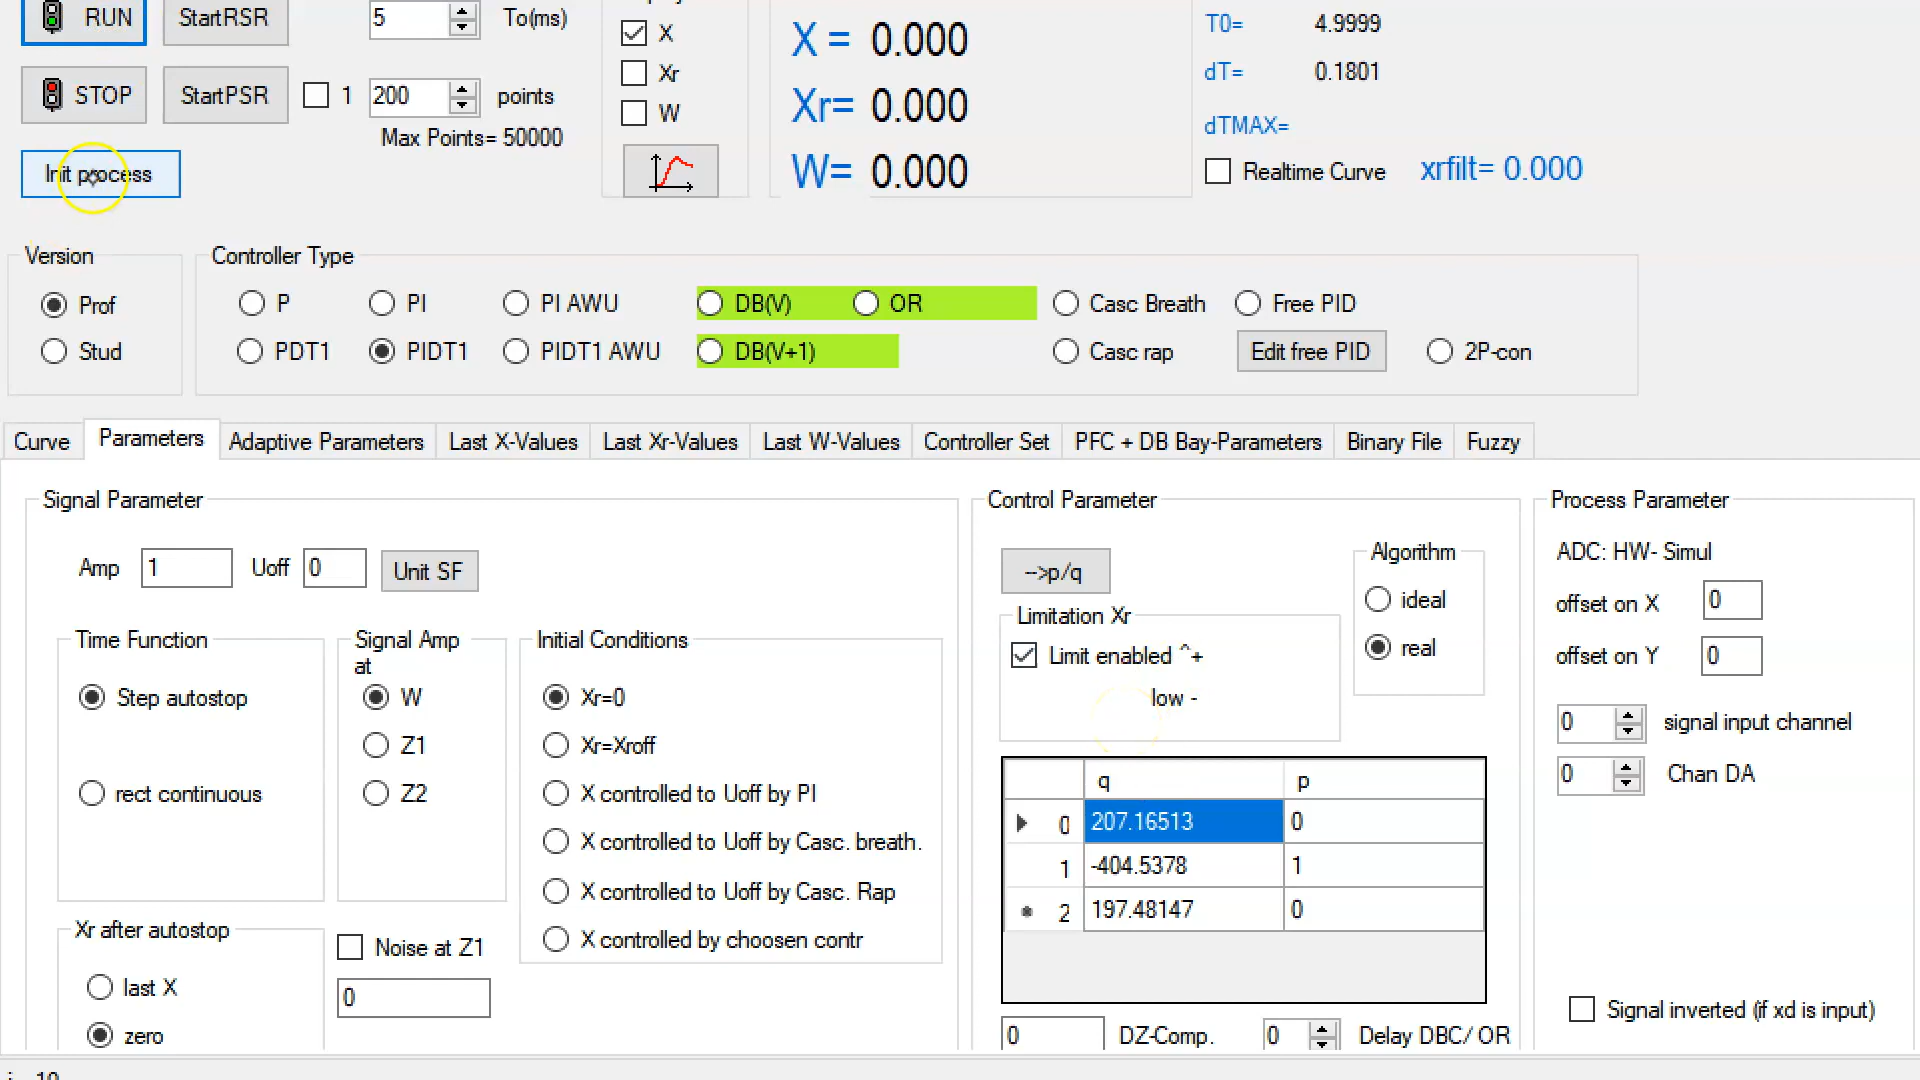 RUN StartRSR 5 To(ms) X X = 0.000 T0= 4.9999
Xr dT= 0.1801
STOP StartPSR 1 200 points W Xr= 0.000
Max Points= 50000 dTMAX=
Init process W= 0.000 Realtime Curve xrfilt= 0.000
Version Controller Type
Prof P PI PI AWU DB(V) OR Casc Breath Free PID
Stud PDT1 PIDT1 PIDT1 AWU DB(V+1) Casc rap Edit free PID 2P-con
Curve Parameters Adaptive Parameters Last X-Values Last Xr-Values Last W-Values Controller Set PFC + DB Bay-Parameters Binary File Fuzzy
Signal Parameter
Amp 1 Uoff 0 Unit SF
Time Function
Step autostop
rect continuous
Signal Amp
at
W
Z1
Z2
Initial Conditions
Xr=0
Xr=Xroff
X controlled to Uoff by PI
X controlled to Uoff by Casc. breath.
X controlled to Uoff by Casc. Rap
X controlled by choosen contr
Xr after autostop
last X
zero
Noise at Z1
0
Control Parameter
-->p/q
Limitation Xr
Limit enabled ^+
low -
Algorithm
ideal
real
q p
0 207.16513 0
1 -404.5378 1
2 197.48147 0
0 DZ-Comp. 0 Delay DBC/ OR
Process Parameter
ADC: HW- Simul
offset on X 0
offset on Y 0
0 signal input channel
0 Chan DA
Signal inverted (if xd is input)